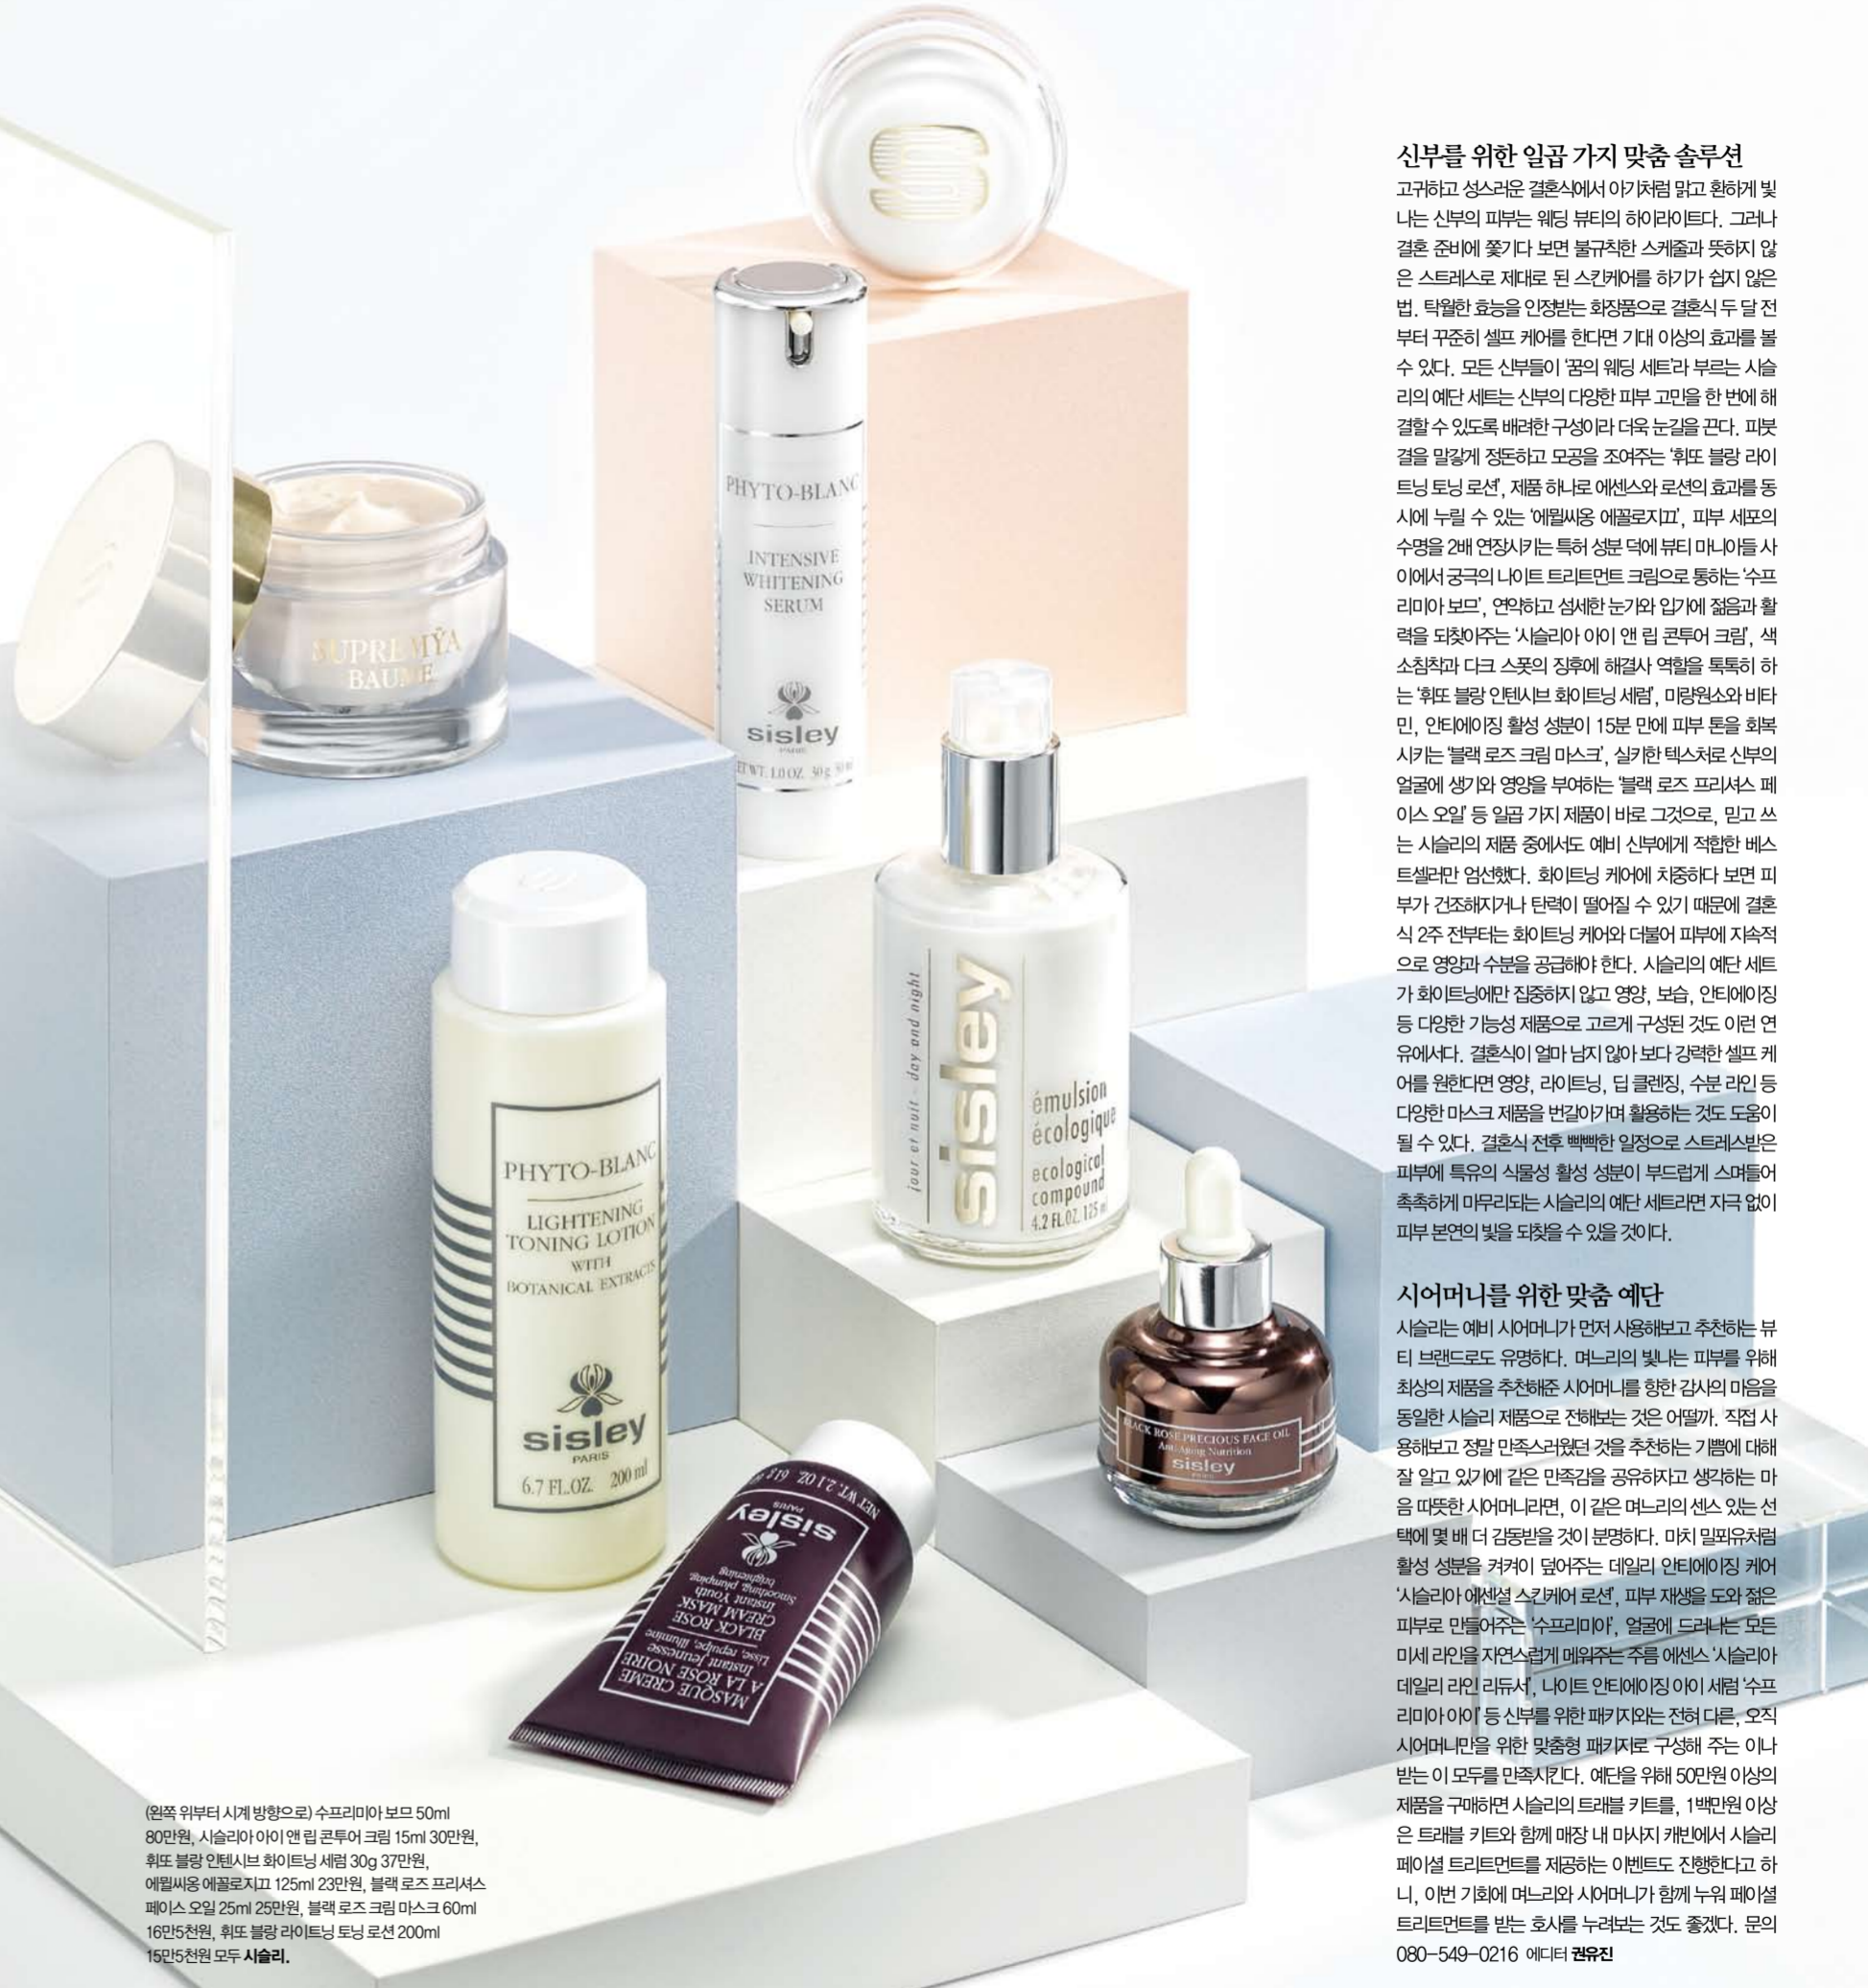 SUPREMŸA
BAUME
PHYTO-BLANC
INTENSIVE
WHITENING
SERUM
sisley
PARIS
NET WT. 1.0 OZ. 30 g
sisley
jour et nuit - day and night
émulsion
écologique
ecological
compound
4.2 FL.OZ. 125 ml
PHYTO-BLANC
LIGHTENING
TONING LOTION
WITH
BOTANICAL EXTRACTS
sisley
PARIS
6.7 FL.OZ. 200 ml
BLACK ROSE PRECIOUS FACE OIL
Anti-Aging Nutrition
sisley
PARIS
MASQUE CRÈME
A LA ROSE NOIRE
Instant Jeunesse
Lisse, repulpe, illumine
BLACK ROSE
CREAM MASK
Instant Youth
Smoothing, plumping,
brightening
sisley
PARIS
NET WT. 2.1 OZ. 61 g
(왼쪽 위부터 시계 방향으로) 수프리미아 보므 50ml
80만원, 시슬리아 아이 앤 립 콘투어 크림 15ml 30만원,
휘또 블랑 인텐시브 화이트닝 세럼 30g 37만원,
에뮐씨옹 에꼴로지끄 125ml 23만원, 블랙 로즈 프리셔스
페이스 오일 25ml 25만원, 블랙 로즈 크림 마스크 60ml
16만5천원, 휘또 블랑 라이트닝 토닝 로션 200ml
15만5천원 모두 시슬리.
신부를 위한 일곱 가지 맞춤 솔루션
고귀하고 성스러운 결혼식에서 아기처럼 맑고 환하게 빛
나는 신부의 피부는 웨딩 뷰티의 하이라이트다. 그러나
결혼 준비에 쫓기다 보면 불규칙한 스케줄과 뜻하지 않
은 스트레스로 제대로 된 스킨케어를 하기가 쉽지 않은
법. 탁월한 효능을 인정받는 화장품으로 결혼식 두 달 전
부터 꾸준히 셀프 케어를 한다면 기대 이상의 효과를 볼
수 있다. 모든 신부들이 ‘꿈의 웨딩 세트’라 부르는 시슬
리의 예단 세트는 신부의 다양한 피부 고민을 한 번에 해
결할 수 있도록 배려한 구성이라 더욱 눈길을 끈다. 피붓
결을 말갛게 정돈하고 모공을 조여주는 ‘휘또 블랑 라이
트닝 토닝 로션’, 제품 하나로 에센스와 로션의 효과를 동
시에 누릴 수 있는 ‘에뮐씨옹 에꼴로지끄’, 피부 세포의
수명을 2배 연장시키는 특허 성분 덕에 뷰티 마니아들 사
이에서 궁극의 나이트 트리트먼트 크림으로 통하는 ‘수프
리미아 보므’, 연약하고 섬세한 눈가와 입가에 젊음과 활
력을 되찾아주는 ‘시슬리아 아이 앤 립 콘투어 크림’, 색
소침착과 다크 스폿의 징후에 해결사 역할을 톡톡히 하
는 ‘휘또 블랑 인텐시브 화이트닝 세럼’, 미량원소와 비타
민, 안티에이징 활성 성분이 15분 만에 피부 톤을 회복
시키는 ‘블랙 로즈 크림 마스크’, 실키한 텍스처로 신부의
얼굴에 생기와 영양을 부여하는 ‘블랙 로즈 프리셔스 페
이스 오일’ 등 일곱 가지 제품이 바로 그것으로, 믿고 쓰
는 시슬리의 제품 중에서도 예비 신부에게 적합한 베스
트셀러만 엄선했다. 화이트닝 케어에 치중하다 보면 피
부가 건조해지거나 탄력이 떨어질 수 있기 때문에 결혼
식 2주 전부터는 화이트닝 케어와 더불어 피부에 지속적
으로 영양과 수분을 공급해야 한다. 시슬리의 예단 세트
가 화이트닝에만 집중하지 않고 영양, 보습, 안티에이징
등 다양한 기능성 제품으로 고르게 구성된 것도 이런 연
유에서다. 결혼식이 얼마 남지 않아 보다 강력한 셀프 케
어를 원한다면 영양, 라이트닝, 딥 클렌징, 수분 라인 등
다양한 마스크 제품을 번갈아가며 활용하는 것도 도움이
될 수 있다. 결혼식 전후 빡빡한 일정으로 스트레스받은
피부에 특유의 식물성 활성 성분이 부드럽게 스며들어
촉촉하게 마무리되는 시슬리의 예단 세트라면 자극 없이
피부 본연의 빛을 되찾을 수 있을 것이다.
시어머니를 위한 맞춤 예단
시슬리는 예비 시어머니가 먼저 사용해보고 추천하는 뷰
티 브랜드로도 유명하다. 며느리의 빛나는 피부를 위해
최상의 제품을 추천해준 시어머니를 향한 감사의 마음을
동일한 시슬리 제품으로 전해보는 것은 어떨까. 직접 사
용해보고 정말 만족스러웠던 것을 추천하는 기쁨에 대해
잘 알고 있기에 같은 만족감을 공유하자고 생각하는 마
음 따뜻한 시어머니라면, 이 같은 며느리의 센스 있는 선
택에 몇 배 더 감동받을 것이 분명하다. 마치 밀푀유처럼
활성 성분을 켜켜이 덮어주는 데일리 안티에이징 케어
‘시슬리아 에센셜 스킨케어 로션’, 피부 재생을 도와 젊은
피부로 만들어주는 ‘수프리미아’, 얼굴에 드러나는 모든
미세 라인을 자연스럽게 메워주는 주름 에센스 ‘시슬리아
데일리 라인 리듀서’, 나이트 안티에이징 아이 세럼 ‘수프
리미아 아이’ 등 신부를 위한 패키지와는 전혀 다른, 오직
시어머니만을 위한 맞춤형 패키지로 구성해 주는 이나
받는 이 모두를 만족시킨다. 예단을 위해 50만원 이상의
제품을 구매하면 시슬리의 트래블 키트를, 1백만원 이상
은 트래블 키트와 함께 매장 내 마사지 캐빈에서 시슬리
페이셜 트리트먼트를 제공하는 이벤트도 진행한다고 하
니, 이번 기회에 며느리와 시어머니가 함께 누워 페이셜
트리트먼트를 받는 호사를 누려보는 것도 좋겠다. 문의
080-549-0216 에디터 권유진